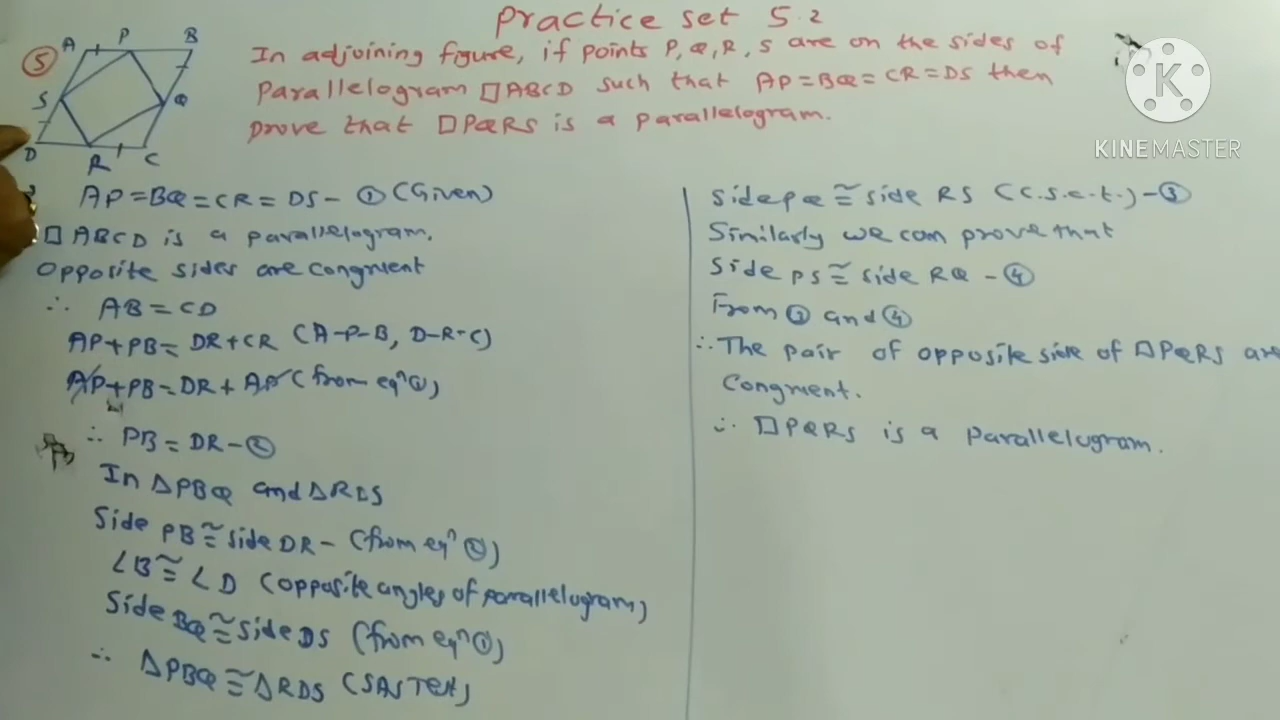 Practice set 5.2
A P B
S Q
D R C
5 In adjoining figure, if points P, Q, R, S are on the sides of
Parallelogram □ABCD such that AP=BQ=CR=DS then
prove that □PQRS is a parallelogram.
K
KINEMASTER
AP=BQ=CR=DS- ① (Given)
□ABCD is a parallelogram.
Opposite sides are congruent
∴ AB=CD
AP+PB= DR+CR (A-P-B, D-R-C)
AP+PB=DR+AP (from eqn ①)
∴ PB=DR-②
In ΔPBQ and ΔRDS
Side PB≅side DR- (from eqn ②)
∠B≅∠D (opposite angles of parallelogram)
Side BQ≅side DS (from eqn ①)
∴ ΔPBQ≅ΔRDS (SAS Test)
side PQ≅side RS (C.S.C.t.)-③
Similarly we can prove that
Side PS≅side RQ -④
From ③ and ④
∴ The pair of opposite side of □PQRS are
Congruent.
∴ □PQRS is a parallelogram.